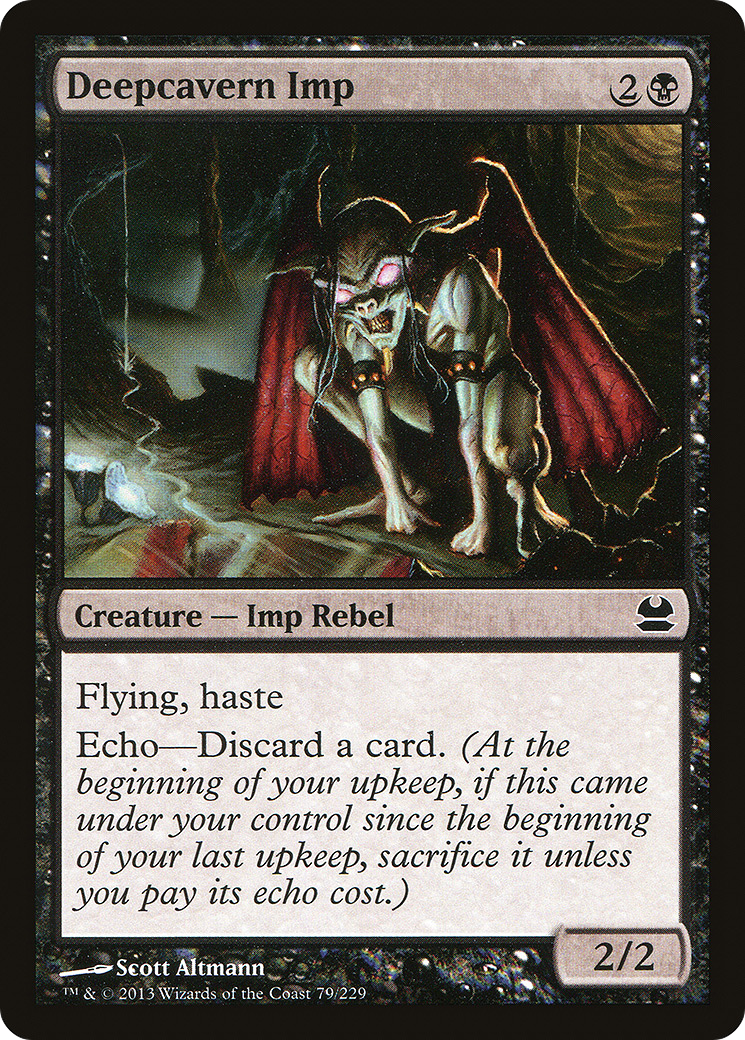 Deepcavern Imp 2
Creature — Imp Rebel
Flying, haste
Echo—Discard a card. (At the
beginning of your upkeep, if this came
under your control since the beginning
of your last upkeep, sacrifice it unless
you pay its echo cost.)
2/2
Scott Altmann
™ & © 2013 Wizards of the Coast 79/229